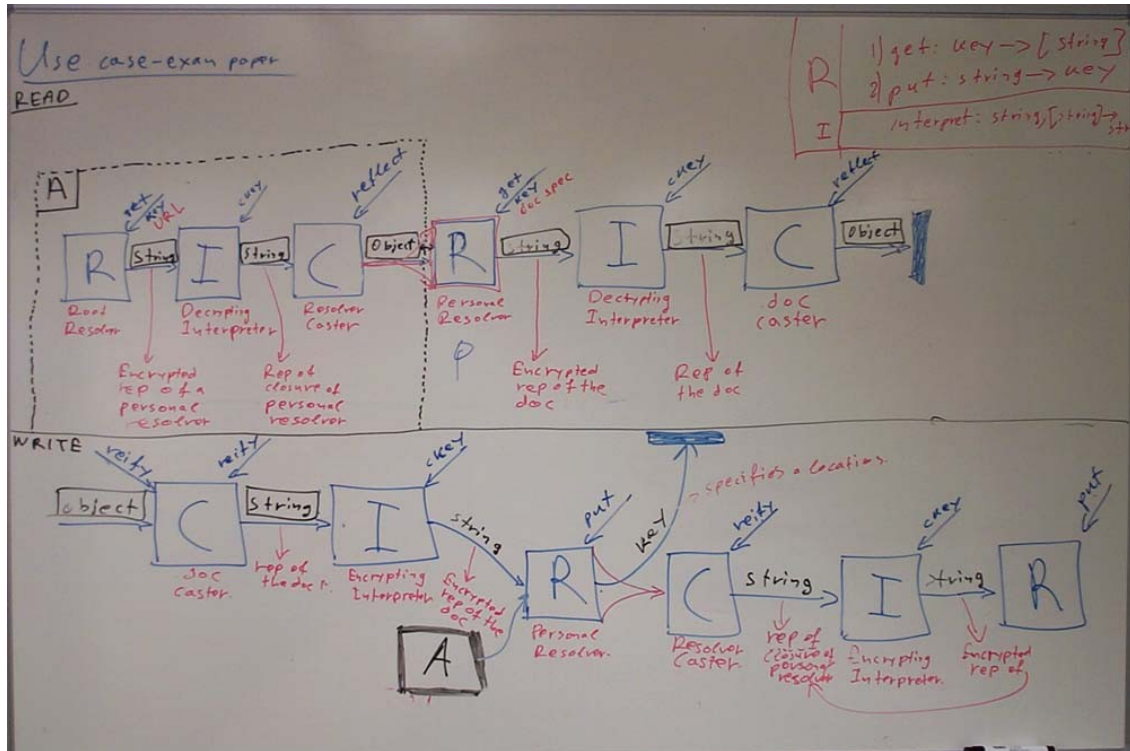 Use case-exan paper
READ
R
1) get: key -> [string]
2) put: string -> key
I
interpret: string, [string] -> str
A
get
key
URL
ckey
reflect
get
key
doc spec
ckey
reflect
R
String
I
String
C
Object
R
String
I
String
C
Object
Root
Resolver
Decrypting
Interpreter
Resolver
Caster
Personal
Resolver
Decrypting
Interpreter
doc
caster
Encrypted
rep of a
personal
resolver
Rep of
closure of
personal
resolver
Encrypted
rep of the
doc
Rep of
the doc
WRITE
reify
reify
ckey
put
key
specifies a location.
reify
ckey
put
object
C
String
I
string
R
C
string
I
string
R
doc
caster.
rep of
the doc
Encrypting
Interpreter
Encrypted
rep of the
doc
A
Personal
Resolver.
Resolver
Caster.
rep of
closure of
personal
resolver
Encrypting
Interpreter.
Encrypted
rep of